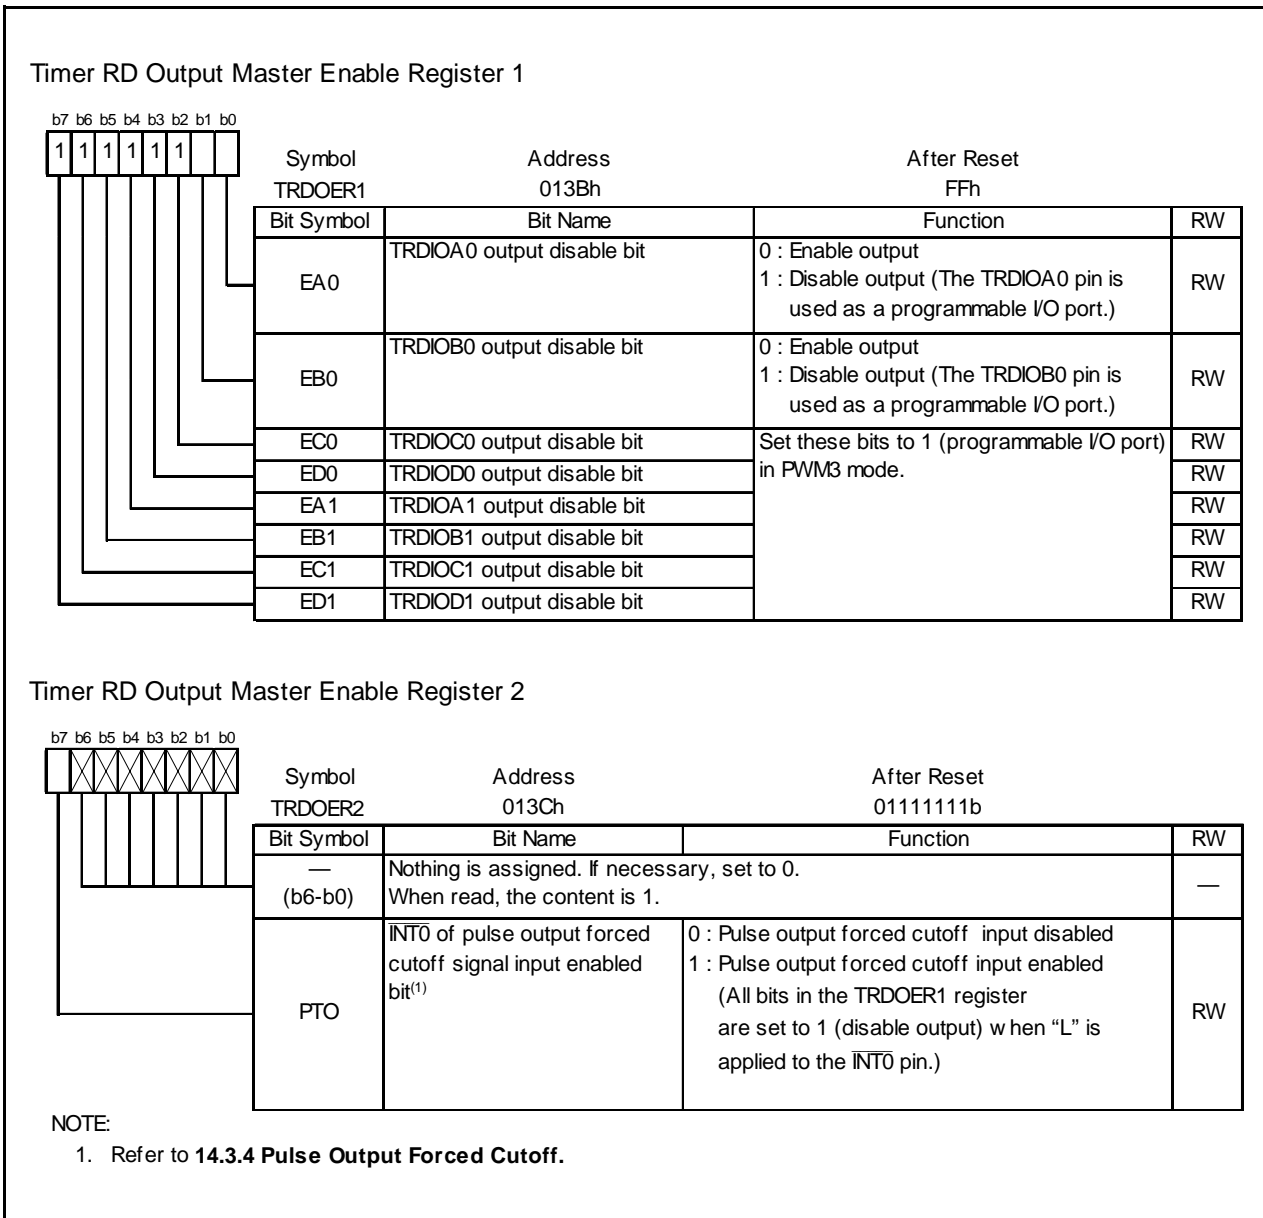 Timer RD Output Master Enable Register 1
b7 b6 b5 b4 b3 b2 b1 b0
1 1 1 1 1 1
Symbol Address After Reset
TRDOER1 013Bh FFh
Bit Symbol Bit Name Function RW
EA0 TRDIOA0 output disable bit 0 : Enable output
1 : Disable output (The TRDIOA0 pin is
used as a programmable I/O port.) RW
EB0 TRDIOB0 output disable bit 0 : Enable output
1 : Disable output (The TRDIOB0 pin is
used as a programmable I/O port.) RW
EC0 TRDIOC0 output disable bit Set these bits to 1 (programmable I/O port) RW
ED0 TRDIOD0 output disable bit in PWM3 mode. RW
EA1 TRDIOA1 output disable bit RW
EB1 TRDIOB1 output disable bit RW
EC1 TRDIOC1 output disable bit RW
ED1 TRDIOD1 output disable bit RW
Timer RD Output Master Enable Register 2
b7 b6 b5 b4 b3 b2 b1 b0
Symbol Address After Reset
TRDOER2 013Ch 01111111b
Bit Symbol Bit Name Function RW
— Nothing is assigned. If necessary, set to 0.
(b6-b0) When read, the content is 1. —
INT0 of pulse output forced 0 : Pulse output forced cutoff input disabled
cutoff signal input enabled 1 : Pulse output forced cutoff input enabled
bit(1) (All bits in the TRDOER1 register
PTO are set to 1 (disable output) when “L” is RW
applied to the INT0 pin.)
NOTE:
1. Refer to 14.3.4 Pulse Output Forced Cutoff.